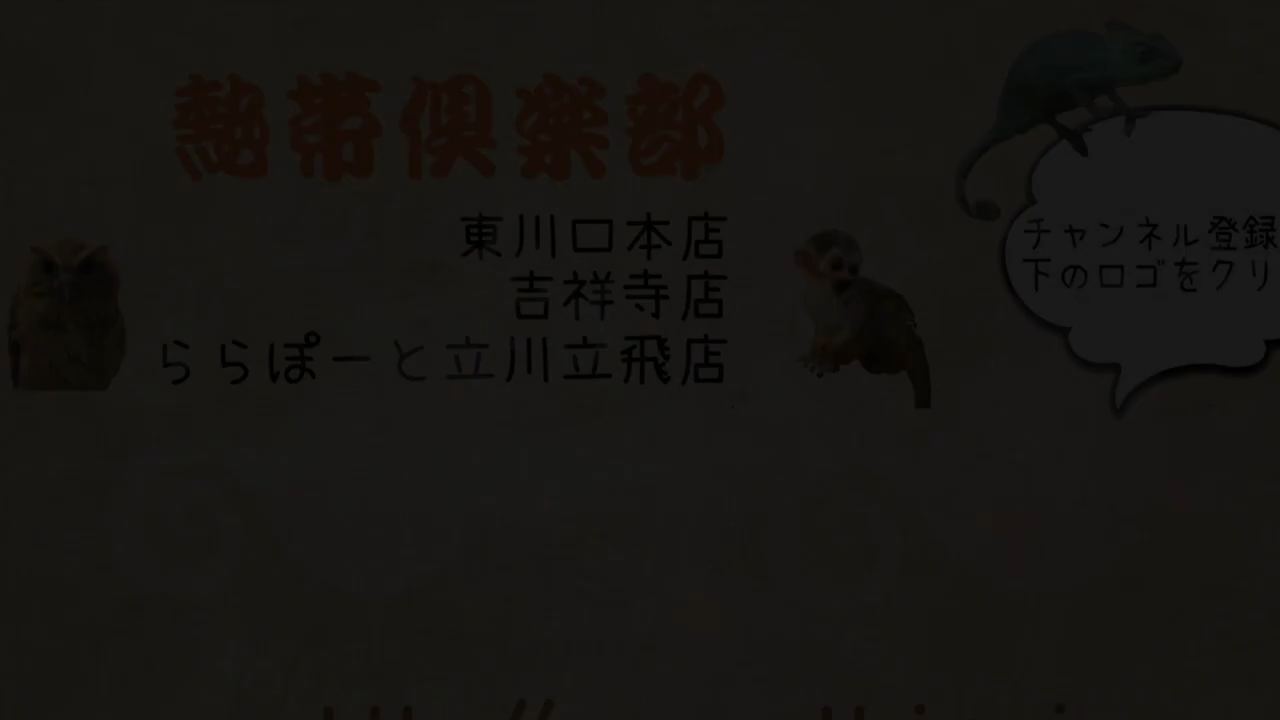 熱帯倶楽部
東川口本店
吉祥寺店
ららぽーと立川立飛店
チャンネル登録
下のロゴをクリ